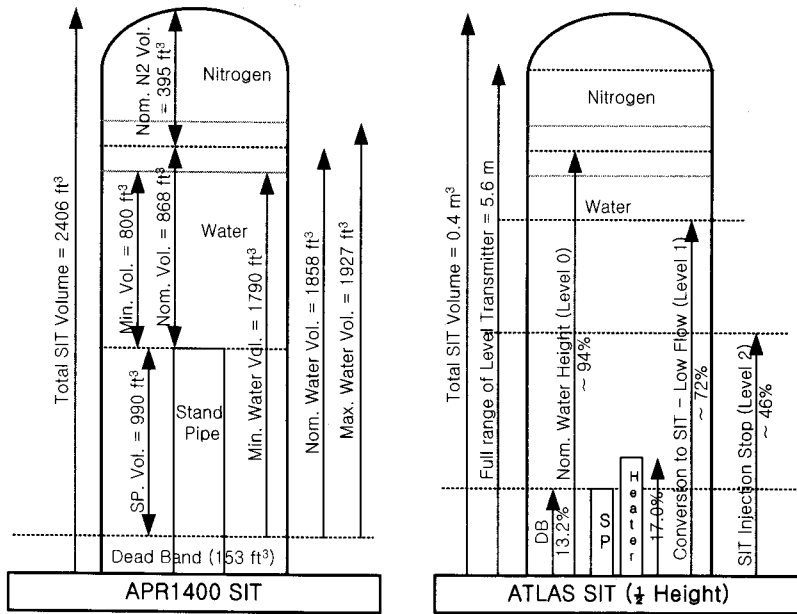 Total SIT Volume = 2406 ft³
Nom. N2 Vol.
= 395 ft³
Nitrogen
Min. Vol. = 800 ft³
Nom. Vol. = 868 ft³
Water
SP. Vol. = 990 ft³
Stand
Pipe
Min. Water Vol. = 1790 ft³
Nom. Water Vol. = 1858 ft³
Max. Water Vol. = 1927 ft³
Dead Band (153 ft³)
APR1400 SIT
Total SIT Volume = 0.4 m³
Full range of Level Transmitter = 5.6 m
Nitrogen
Water
Nom. Water Height (Level 0)
~ 94%
DB
13.2%
SP
Heater
17.0%
Conversion to SIT - Low Flow (Level 1)
~ 72%
SIT Injection Stop (Level 2)
~ 46%
ATLAS SIT (½ Height)